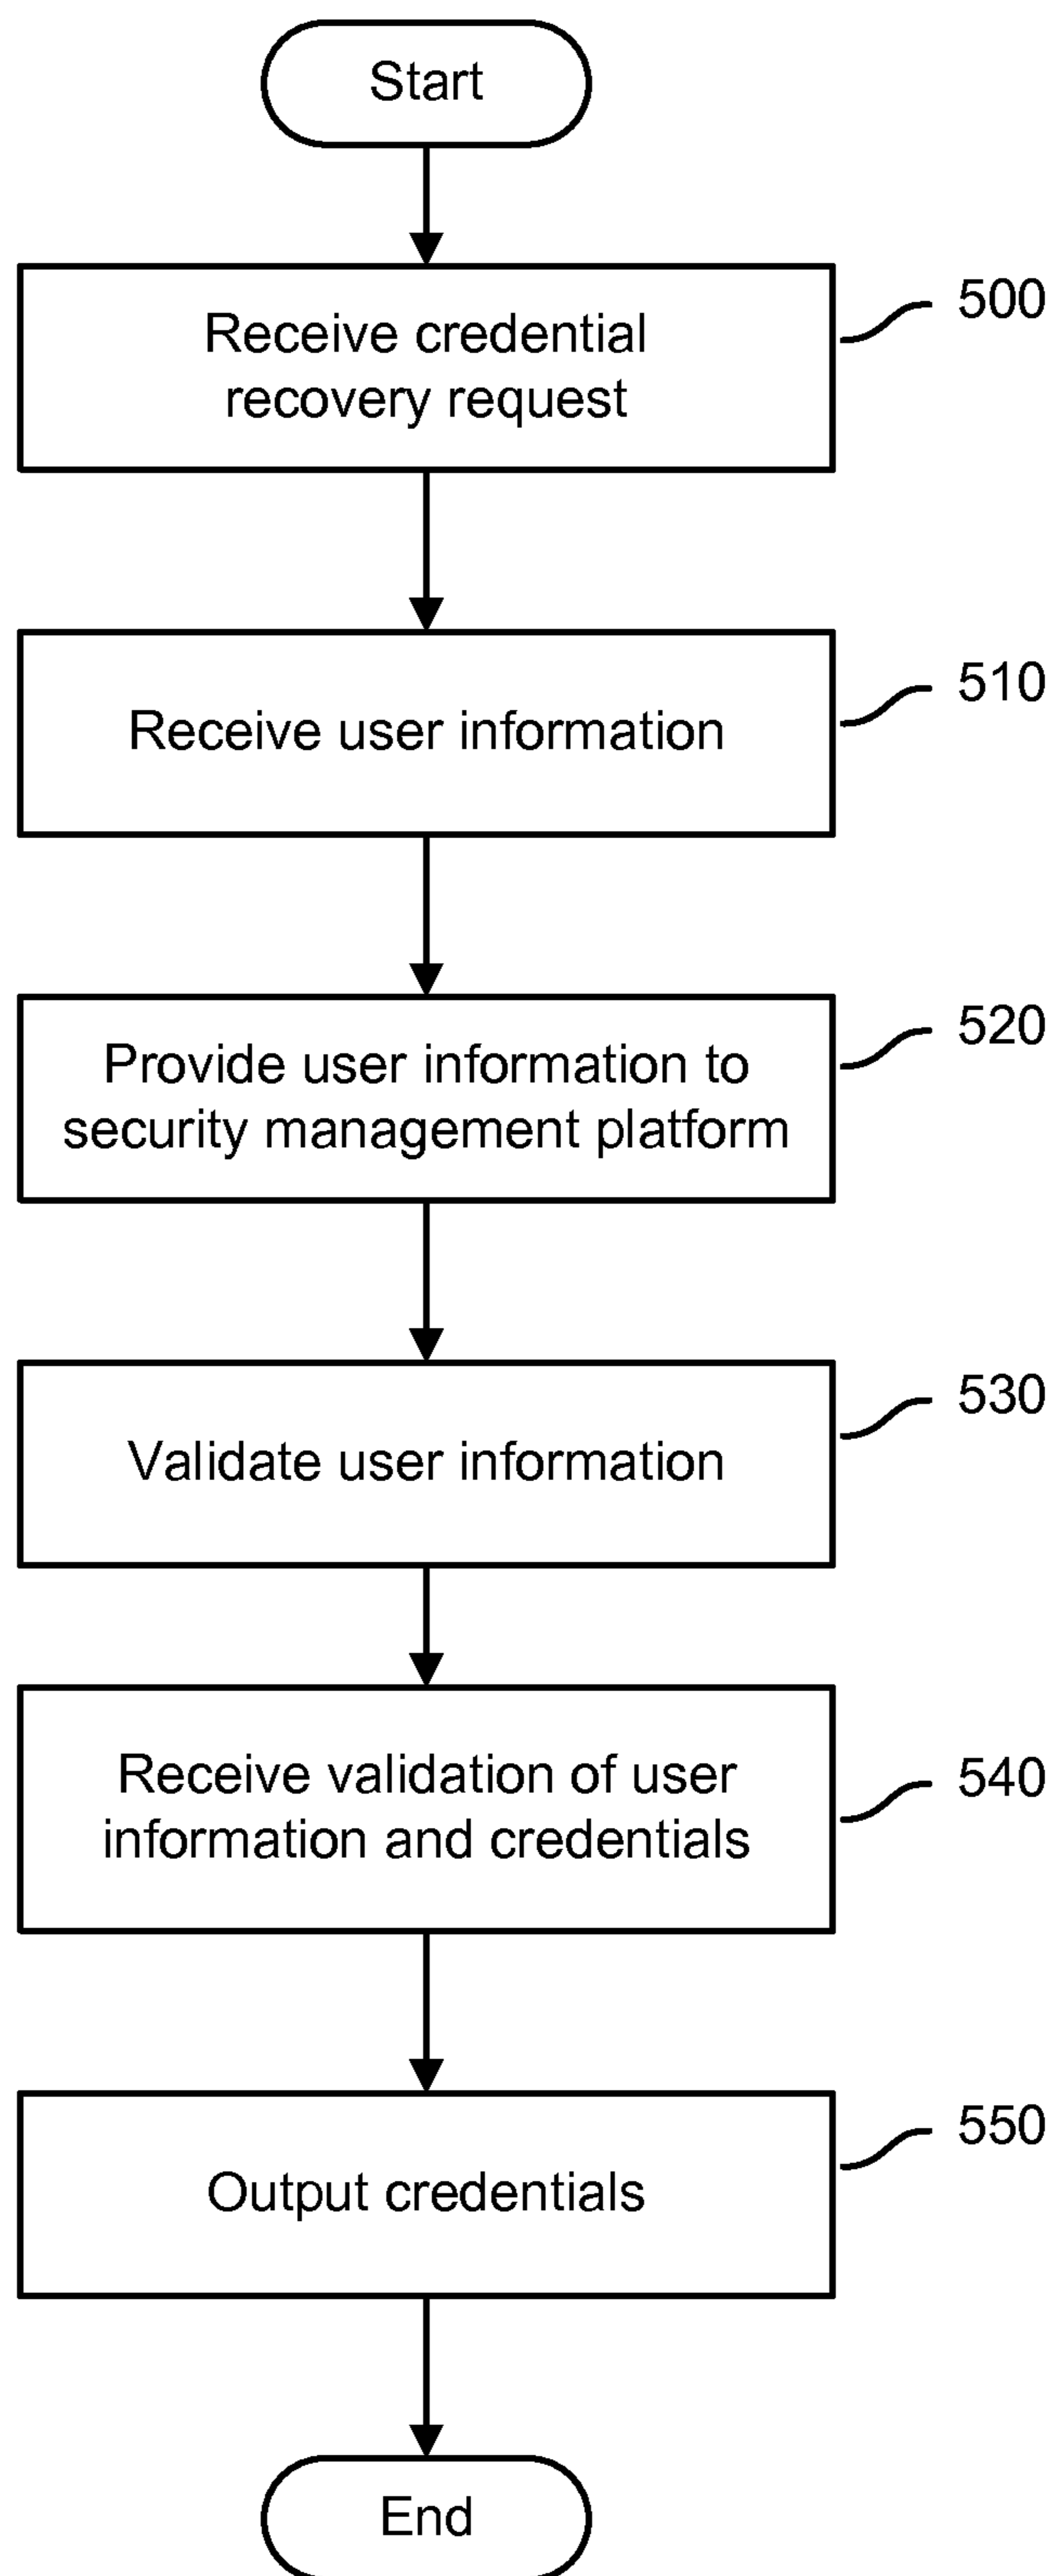 Start
Receive credential
recovery request
500
Receive user information
510
Provide user information to
security management platform
520
Validate user information
530
Receive validation of user
information and credentials
540
Output credentials
550
End